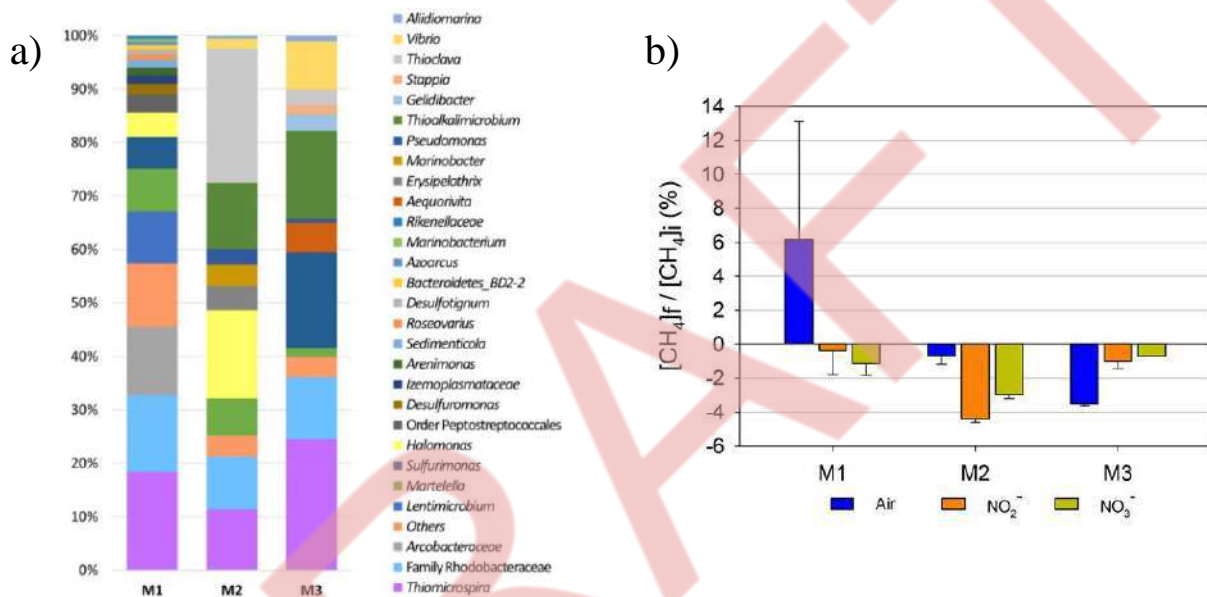 a)
100%
90%
80%
70%
60%
50%
40%
30%
20%
10%
0%
M1 M2 M3
Aliidiomarina
Vibrio
Thioclava
Stappia
Gelidibacter
Thioalkalimicrobium
Pseudomonas
Marinobacter
Erysipelothrix
Aequorivita
Rikenellaceae
Marinobacterium
Azoarcus
Bacteroidetes_BD2-2
Desulfotignum
Roseovarius
Sedimenticola
Arenimonas
Izemoplasmataceae
Desulfuromonas
Order Peptostreptococcales
Halomonas
Sulfurimonas
Martelella
Lentimicrobium
Others
Arcobacteraceae
Family Rhodobacteraceae
Thiomicrospira
b)
[CH₄]f / [CH₄]i (%)
14
12
10
8
6
4
2
0
-2
-4
-6
M1 M2 M3
Air NO₂⁻ NO₃⁻
RAFT